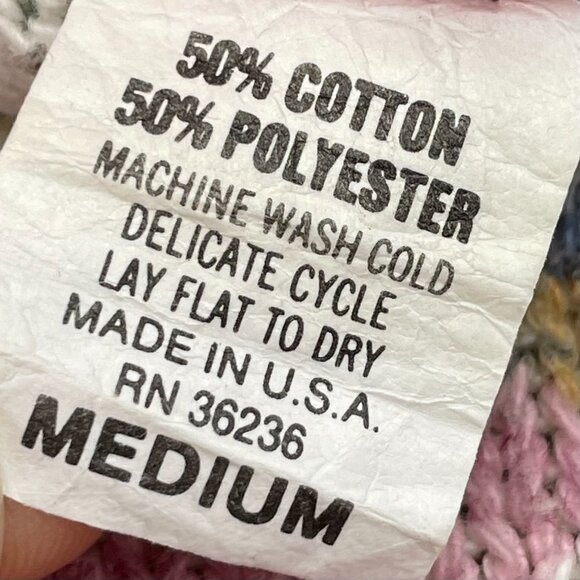 50% COTTON
50% POLYESTER
MACHINE WASH COLD
DELICATE CYCLE
LAY FLAT TO DRY
MADE IN U.S.A.
RN 36236
MEDIUM